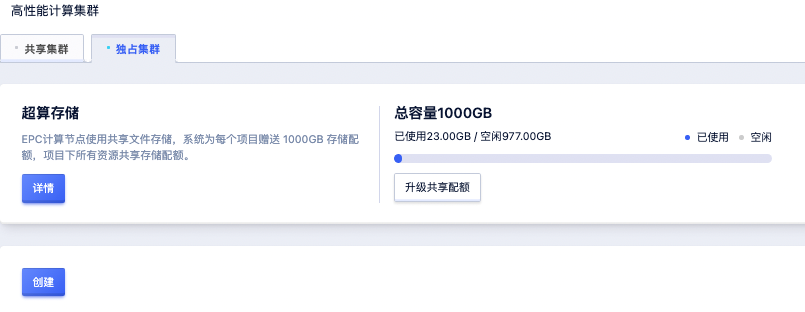 高性能计算集群
共享集群
独占集群
超算存储
EPC计算节点使用共享文件存储，系统为每个项目赠送 1000GB 存储配
额，项目下所有资源共享存储配额。
详情
总容量1000GB
已使用23.00GB / 空闲977.00GB
已使用
空闲
升级共享配额
创建